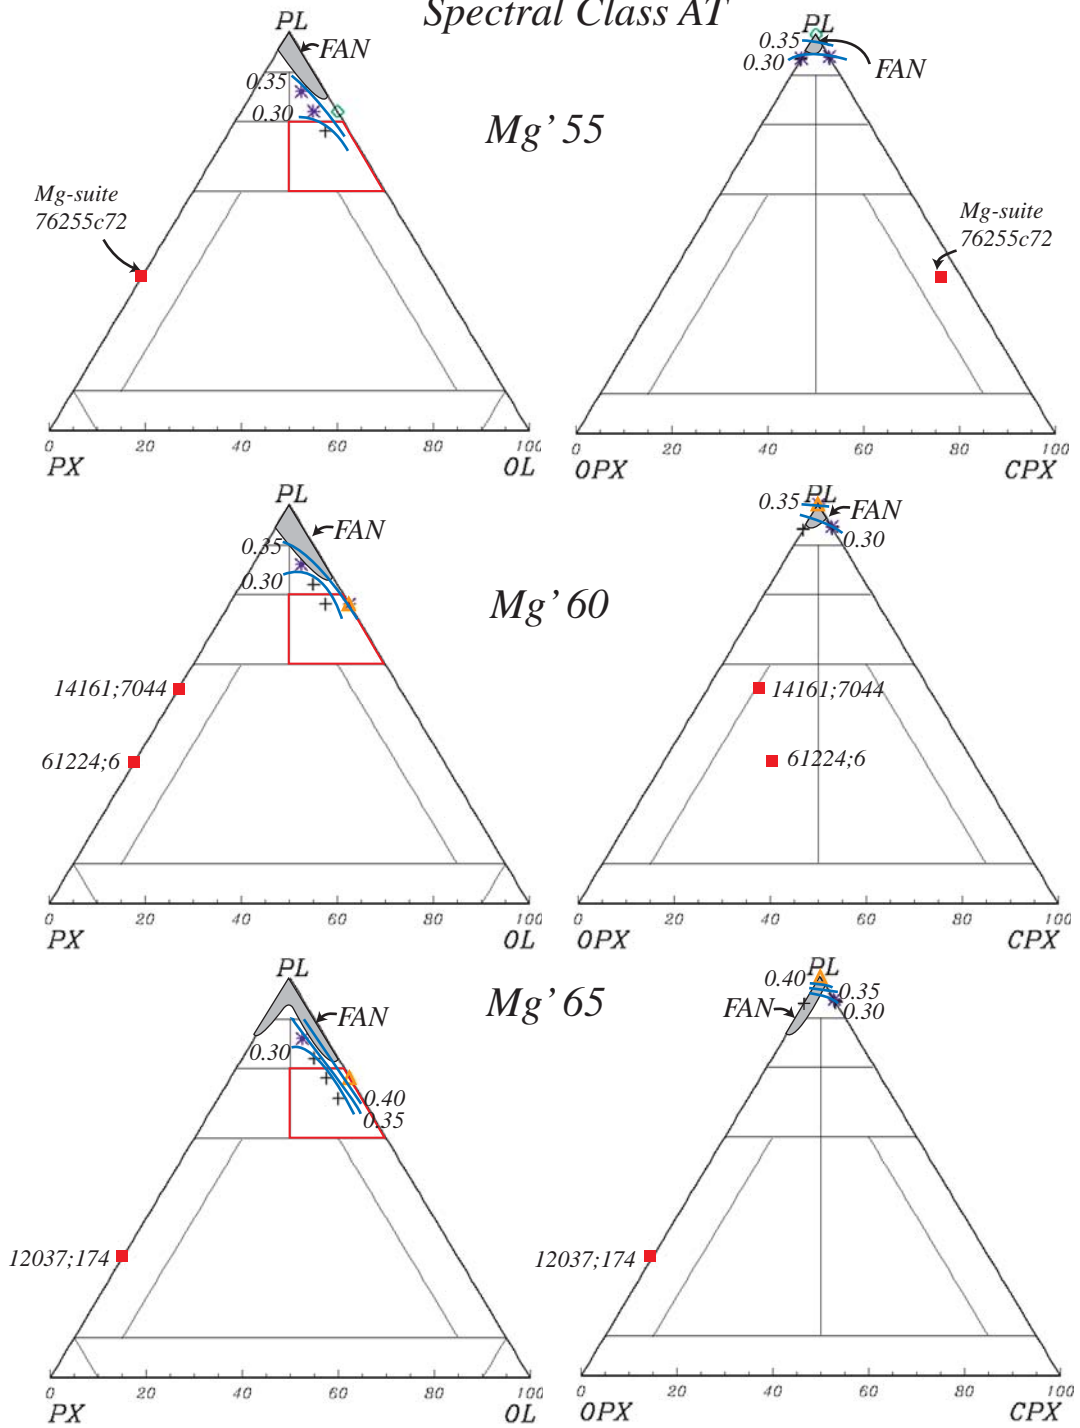 Spectral Class AT
PL
FAN
0.35
0.30
Mg-suite
76255c72
0 20 40 60 80 100
PX OL
Mg’ 55
PL
0.35
0.30
FAN
Mg-suite
76255c72
0 20 40 60 80 100
OPX CPX
PL
FAN
0.35
0.30
14161;7044
61224;6
0 20 40 60 80 100
PX OL
Mg’ 60
PL
0.35
FAN
0.30
14161;7044
61224;6
0 20 40 60 80 100
OPX CPX
PL
FAN
0.30
0.40
0.35
12037;174
0 20 40 60 80 100
PX OL
Mg’ 65
PL
0.40
0.35
FAN
0.30
12037;174
0 20 40 60 80 100
OPX CPX